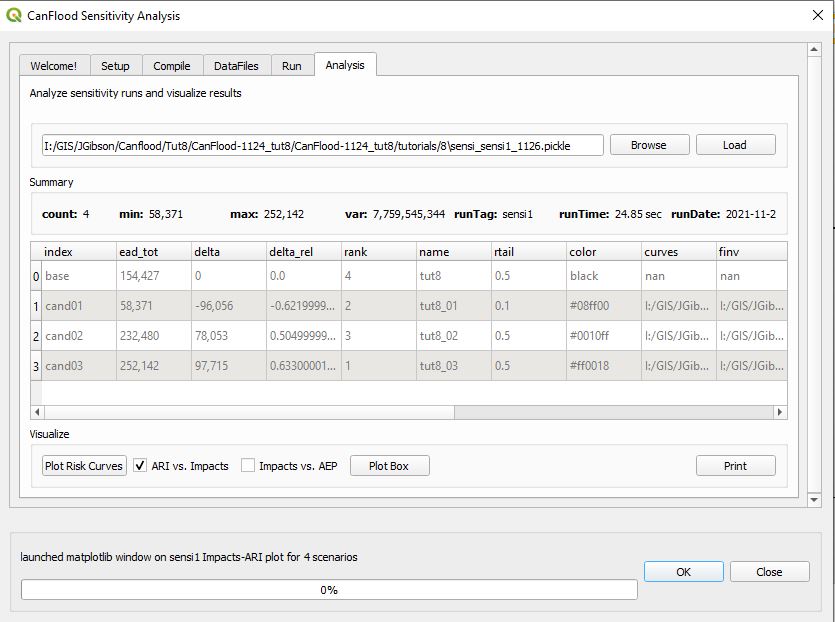 CanFlood Sensitivity Analysis
Welcome! Setup Compile DataFiles Run Analysis
Analyze sensitivity runs and visualize results
I:/GIS/JGibson/Canflood/Tut8/CanFlood-1124_tut8/CanFlood-1124_tut8/tutorials/8\sensi_sensi1_1126.pickle Browse Load
Summary
count: 4 min: 58,371 max: 252,142 var: 7,759,545,344 runTag: sensi1 runTime: 24.85 sec runDate: 2021-11-2
index ead_tot delta delta_rel rank name rtail color curves finv
0 base 154,427 0 0.0 4 tut8 0.5 black nan nan
1 cand01 58,371 -96,056 -0.6219999... 2 tut8_01 0.1 #08ff00 I:/GIS/JGib... I:/GIS/JGib...
2 cand02 232,480 78,053 0.50499999... 3 tut8_02 0.5 #0010ff I:/GIS/JGib... I:/GIS/JGib...
3 cand03 252,142 97,715 0.63300001... 1 tut8_03 0.5 #ff0018 I:/GIS/JGib... I:/GIS/JGib...
Visualize
Plot Risk Curves ARI vs. Impacts Impacts vs. AEP Plot Box Print
launched matplotlib window on sensi1 Impacts-ARI plot for 4 scenarios
OK Close
0%